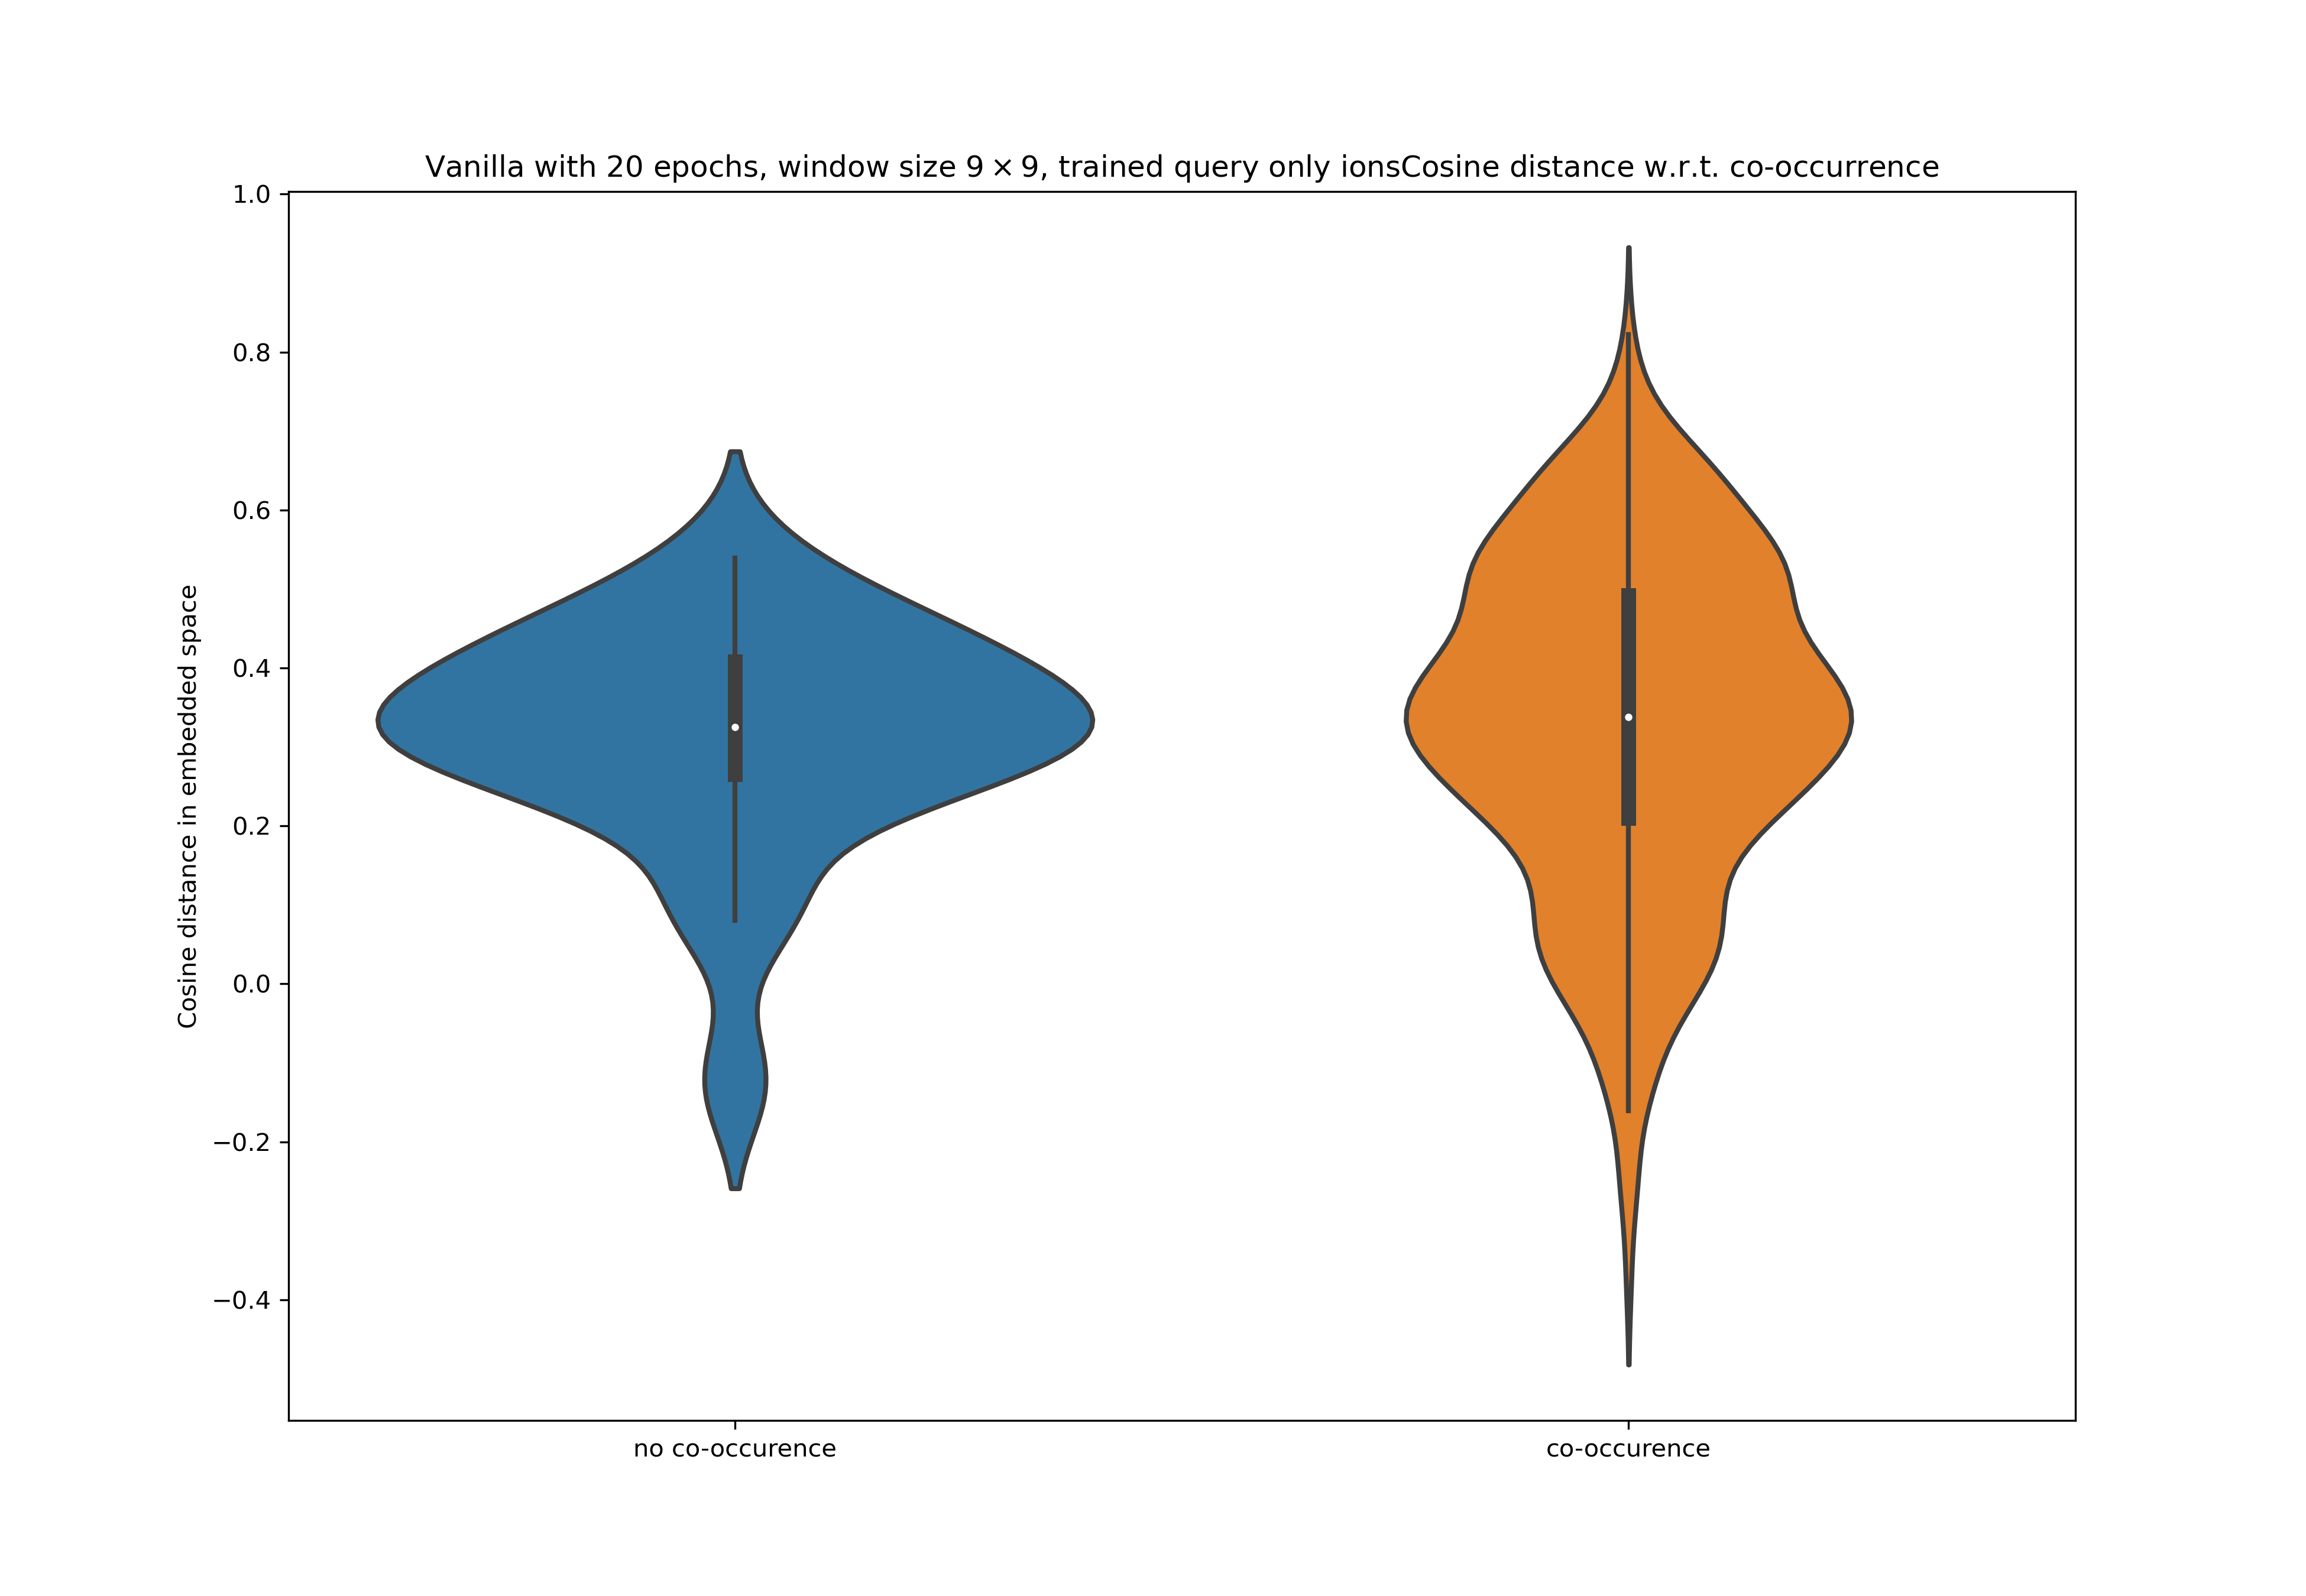 Vanilla with 20 epochs, window size 9 × 9, trained query only ionsCosine distance w.r.t. co-occurrence
1.0
0.8
0.6
0.4
0.2
0.0
−0.2
−0.4
Cosine distance in embedded space
no co-occurence
co-occurence